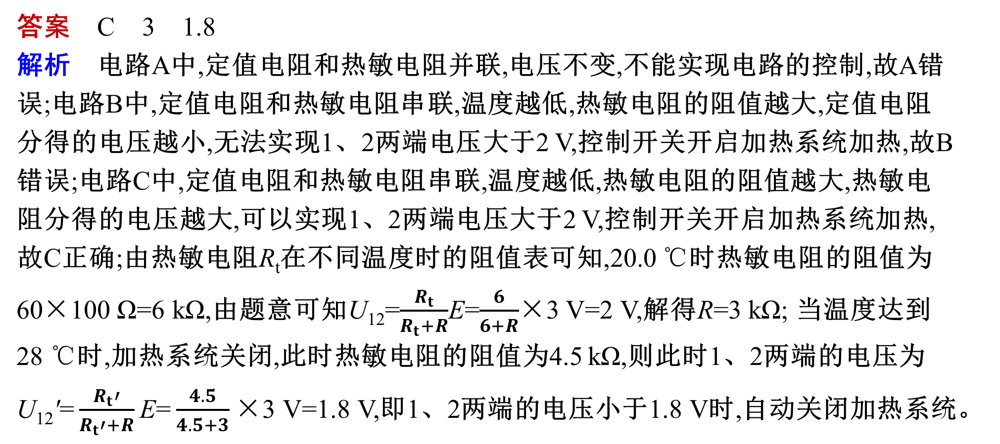 答案 C 3 1.8
解析 电路A中,定值电阻和热敏电阻并联,电压不变,不能实现电路的控制,故A错
误;电路B中,定值电阻和热敏电阻串联,温度越低,热敏电阻的阻值越大,定值电阻
分得的电压越小,无法实现1、2两端电压大于2 V,控制开关开启加热系统加热,故B
错误;电路C中,定值电阻和热敏电阻串联,温度越低,热敏电阻的阻值越大,热敏电
阻分得的电压越大,可以实现1、2两端电压大于2 V,控制开关开启加热系统加热,
故C正确;由热敏电阻$R_t$在不同温度时的阻值表可知,20.0 ℃时热敏电阻的阻值为
60×100 Ω=6 kΩ,由题意可知$U_{12}=\frac{R_t}{R_t+R}E=\frac{6}{6+R}$×3 V=2 V,解得R=3 kΩ; 当温度达到
28 ℃时,加热系统关闭,此时热敏电阻的阻值为4.5 kΩ,则此时1、2两端的电压为
$U_{12}'=\frac{R_t'}{R_t'+R}E=\frac{4.5}{4.5+3}$×3 V=1.8 V,即1、2两端的电压小于1.8 V时,自动关闭加热系统。